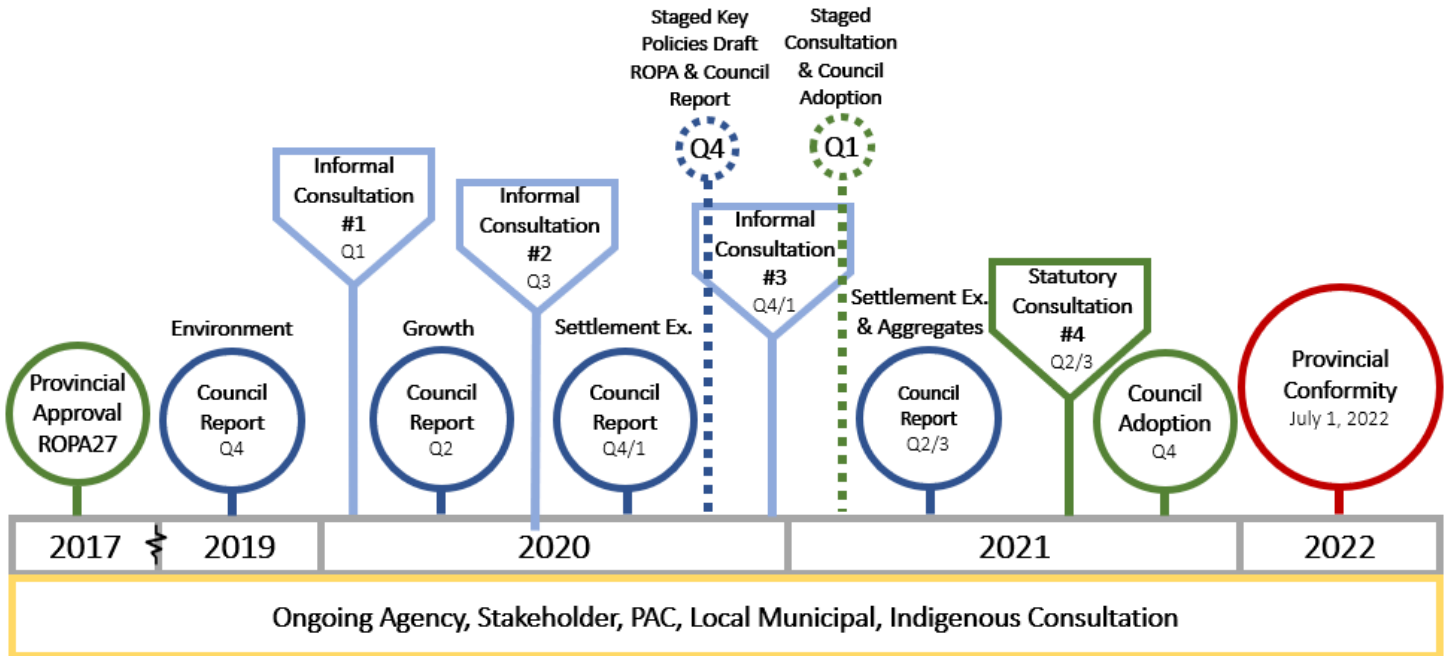 Staged Key
Policies Draft
ROPA & Council
Report
Q4
Staged
Consultation
& Council
Adoption
Q1
Informal
Consultation
#1
Q1
Informal
Consultation
#2
Q3
Informal
Consultation
#3
Q4/1
Statutory
Consultation
#4
Q2/3
Provincial
Approval
ROPA27
Environment
Council
Report
Q4
Growth
Council
Report
Q2
Settlement Ex.
Council
Report
Q4/1
Settlement Ex.
& Aggregates
Council
Report
Q2/3
Council
Adoption
Q4
Provincial
Conformity
July 1, 2022
2017
2019
2020
2021
2022
Ongoing Agency, Stakeholder, PAC, Local Municipal, Indigenous Consultation